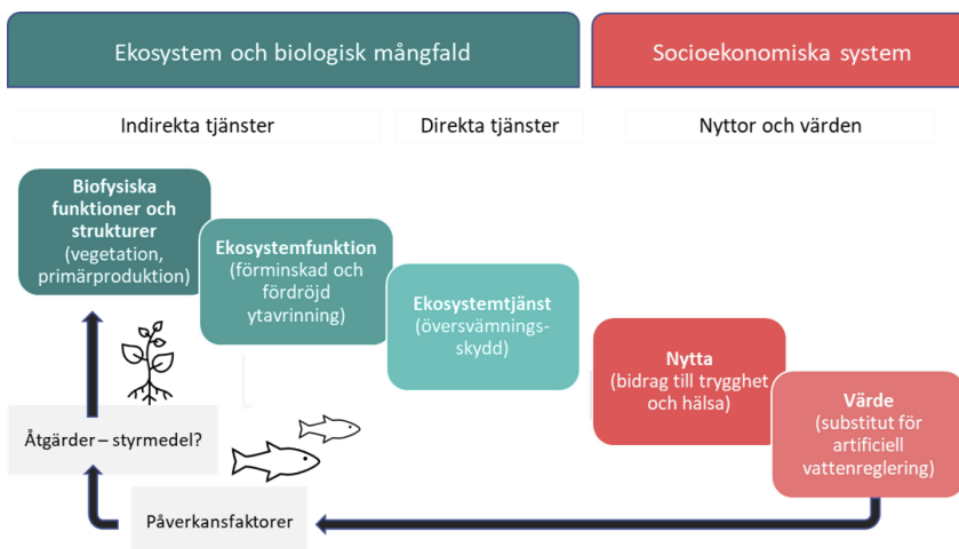 Ekosystem och biologisk mångfald
Socioekonomiska system
Indirekta tjänster
Direkta tjänster
Nyttor och värden
Biofysiska
funktioner och
strukturer
(vegetation,
primärproduktion)
Ekosystemfunktion
(förminskad och
fördröjd
ytavrinning)
Ekosystemtjänst
(översvämnings-
skydd)
Nytta
(bidrag till trygghet
och hälsa)
Värde
(substitut för
artificiell
vattenreglering)
Åtgärder – styrmedel?
Påverkansfaktorer